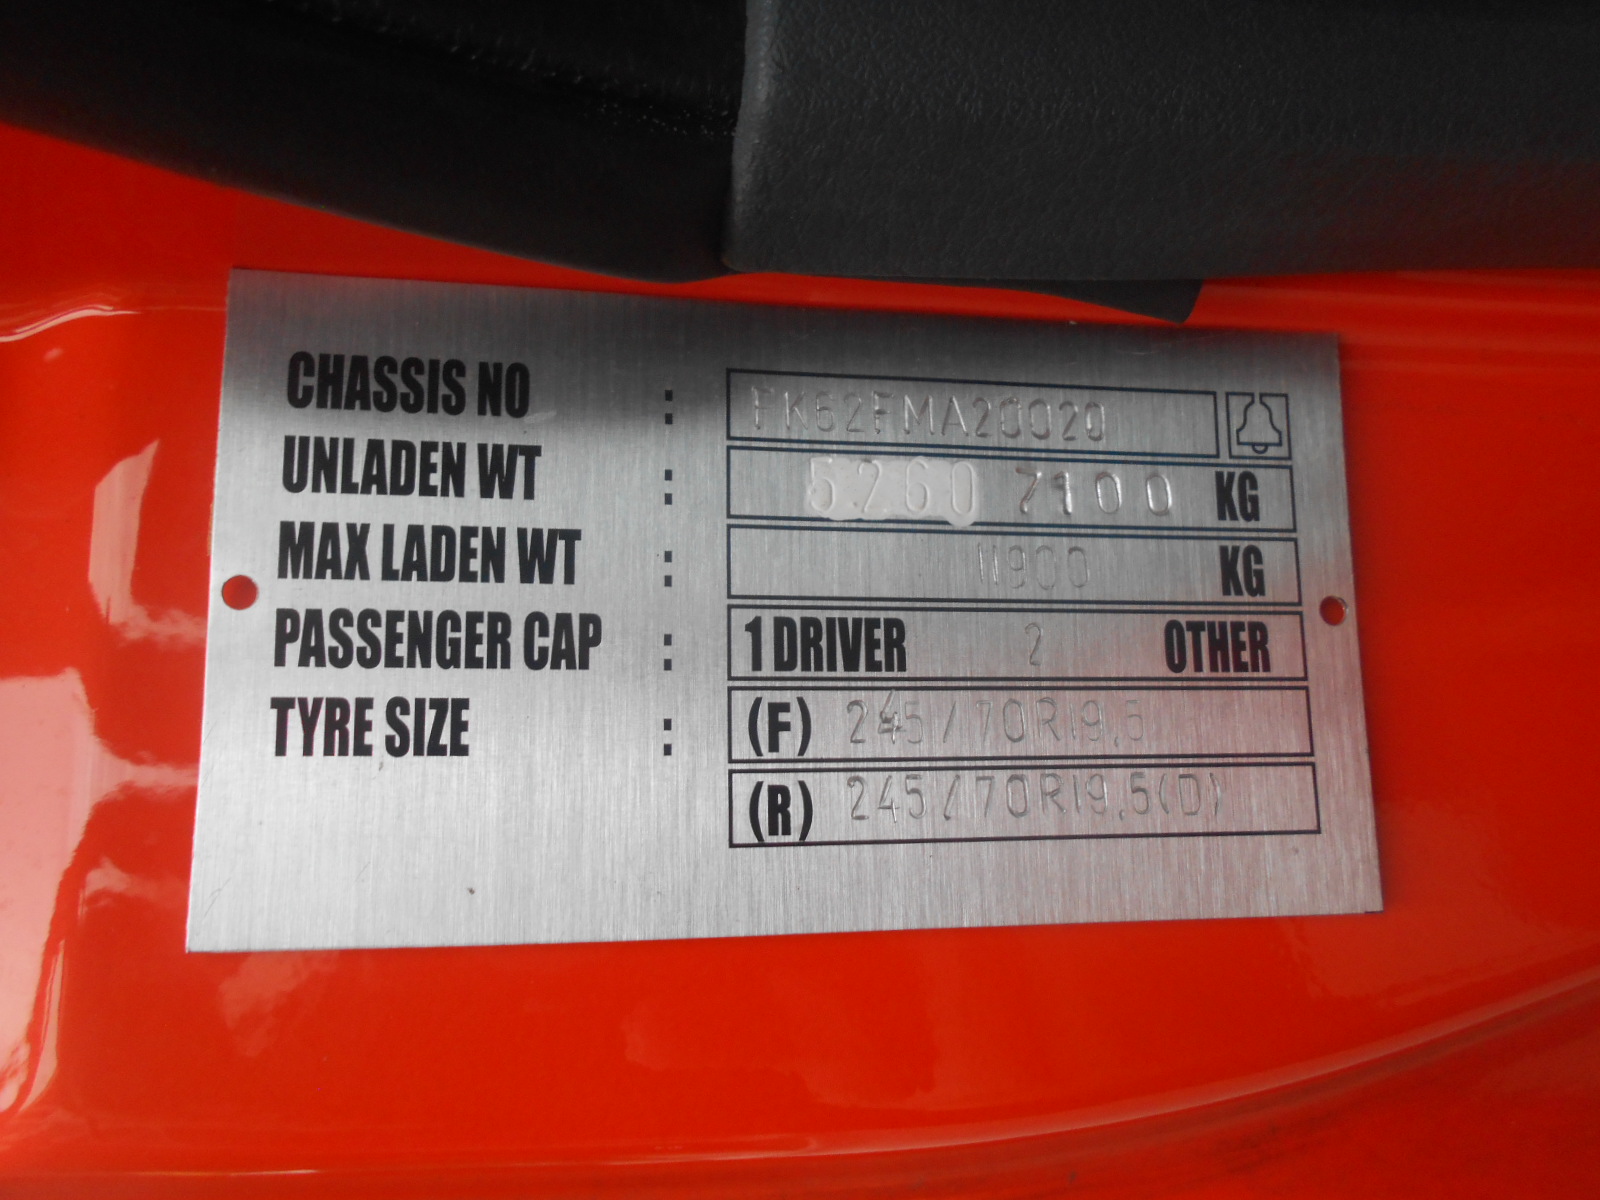 CHASSIS NO : FK62FMA20020
UNLADEN WT : 5260 7100 KG
MAX LADEN WT : 11900 KG
PASSENGER CAP : 1 DRIVER 2 OTHER
TYRE SIZE : (F) 245/70R19.5
(R) 245/70R19.5(D)